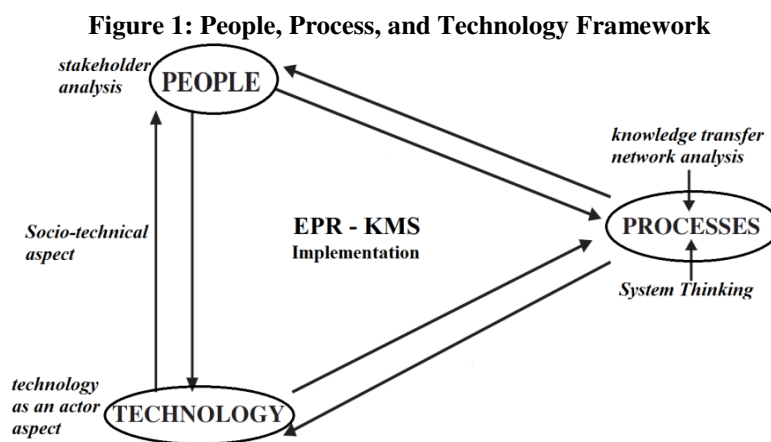 Figure 1: People, Process, and Technology Framework
stakeholder
analysis
PEOPLE
knowledge transfer
network analysis
Socio-technical
aspect
EPR - KMS
Implementation
PROCESSES
System Thinking
technology
as an actor
aspect
TECHNOLOGY